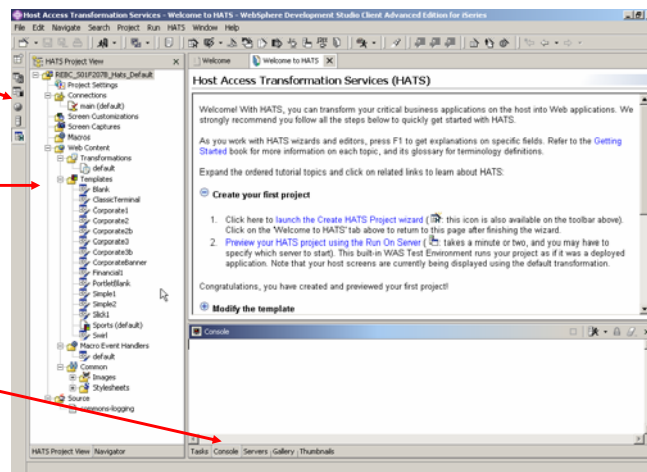 Host Access Transformation Services - Welcome to HATS - WebSphere Development Studio Client Advanced Edition for iSeries
File Edit Navigate Search Project Run HATS Window Help
HATS Project View
REBC_S01F207B_Hats_Default
Project Settings
Connections
main (default)
Screen Customizations
Screen Captures
Macros
Web Content
Transformations
default
Templates
Blank
ClassicTerminal
Corporate1
Corporate2
Corporate2b
Corporate3
Corporate3b
CorporateBanner
Financial1
PortletBlank
Simple1
Simple2
Slick1
Sports (default)
Swirl
Macro Event Handlers
default
Common
Images
Stylesheets
Source
commons-logging
HATS Project View Navigator
Welcome Welcome to HATS
Host Access Transformation Services (HATS)
Welcome! With HATS, you can transform your critical business applications on the host into Web applications. We
strongly recommend you follow all the steps below to quickly get started with HATS.
As you work with HATS wizards and editors, press F1 to get explanations on specific fields. Refer to the Getting
Started book for more information on each topic, and its glossary for terminology definitions.
Expand the ordered tutorial topics and click on related links to learn about HATS:
Create your first project
1. Click here to launch the Create HATS Project wizard ( this icon is also available on the toolbar above).
Click on the 'Welcome to HATS' tab above to return to this page after finishing the wizard.
2. Preview your HATS project using the Run On Server ( takes a minute or two, and you may have to
specify which server to start). This built-in WAS Test Environment runs your project as if it was a deployed
application. Note that your host screens are currently being displayed using the default transformation.
Congratulations, you have created and previewed your first project!
Modify the template
Console
Tasks Console Servers Gallery Thumbnails